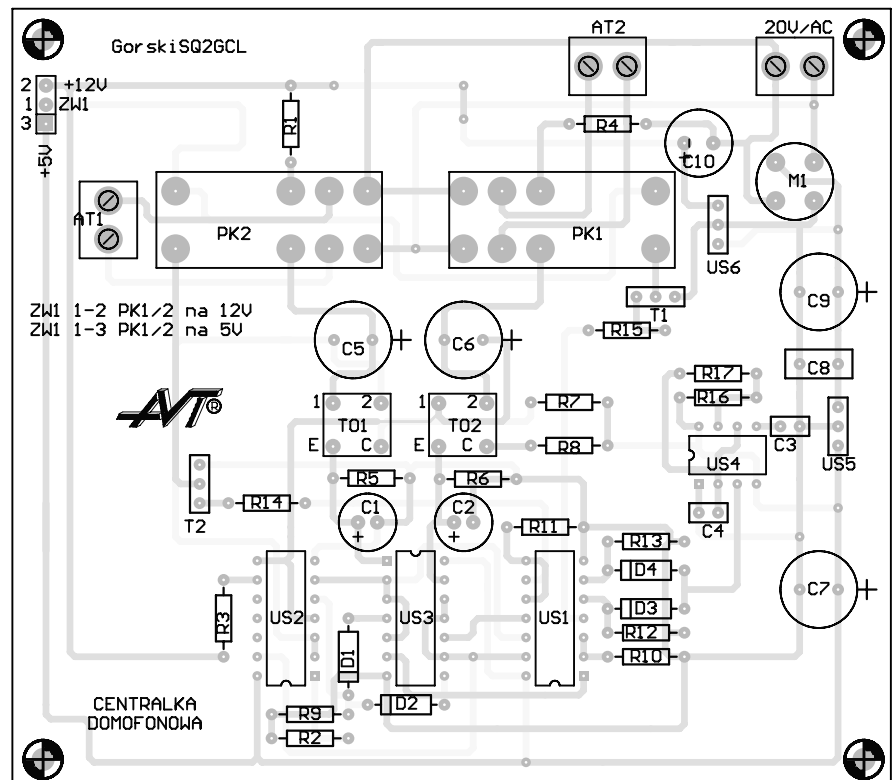 GorskiSQ2GCL
AT2
20V/AC
2 +12V
1 ZW1
3
+5V
R1
R4
C10
M1
AT1
PK2
PK1
US6
ZW1 1-2 PK1/2 na 12V
ZW1 1-3 PK1/2 na 5V
T1
C9
R15
C5
C6
C8
R17
R16
AVT®
1 2
TO1
E C
1 2
TO2
E C
R7
R8
C3
US4
US5
R5
R6
R14
T2
C1
C2
R11
C4
R13
D4
C7
US2
US3
US1
R3
D3
R12
R10
D1
D2
R9
R2
CENTRALKA
DOMOFONOWA